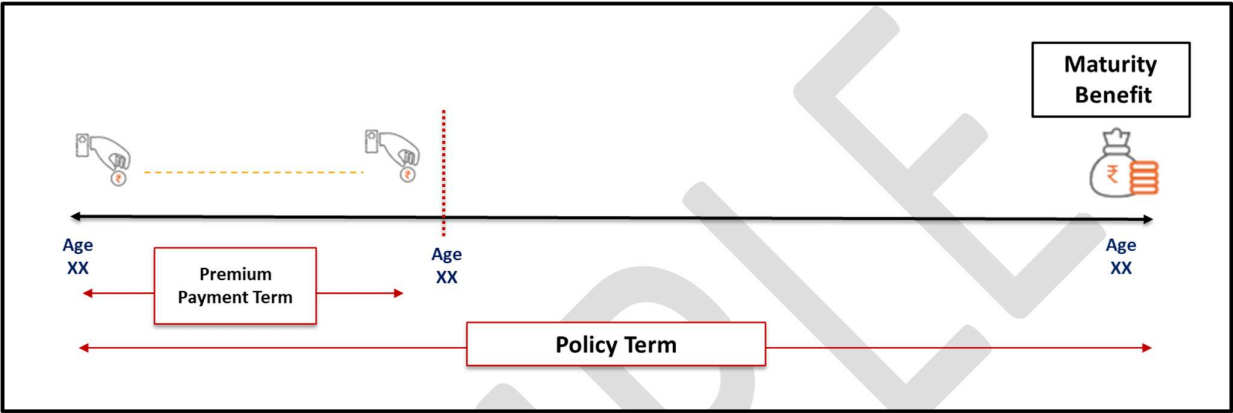 Maturity
Benefit
₹
₹
₹
Age
XX
Age
XX
Age
XX
Premium
Payment Term
Policy Term